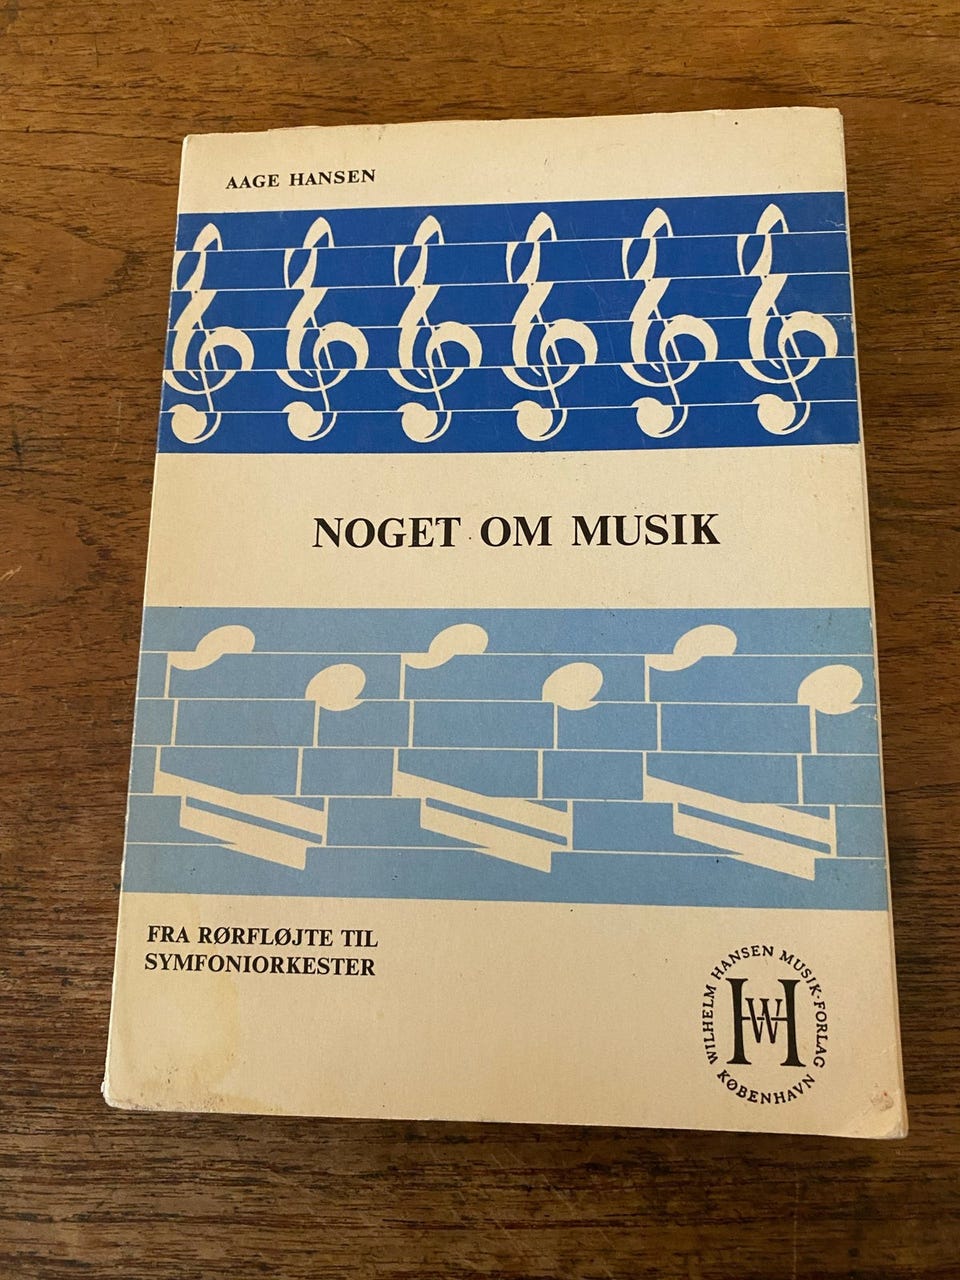 AAGE HANSEN
NOGET OM MUSIK
FRA RØRFLØJTE TIL
SYMFONIORKESTER
WILHELM HANSEN MUSIK-FORLAG
KØBENHAVN
WH